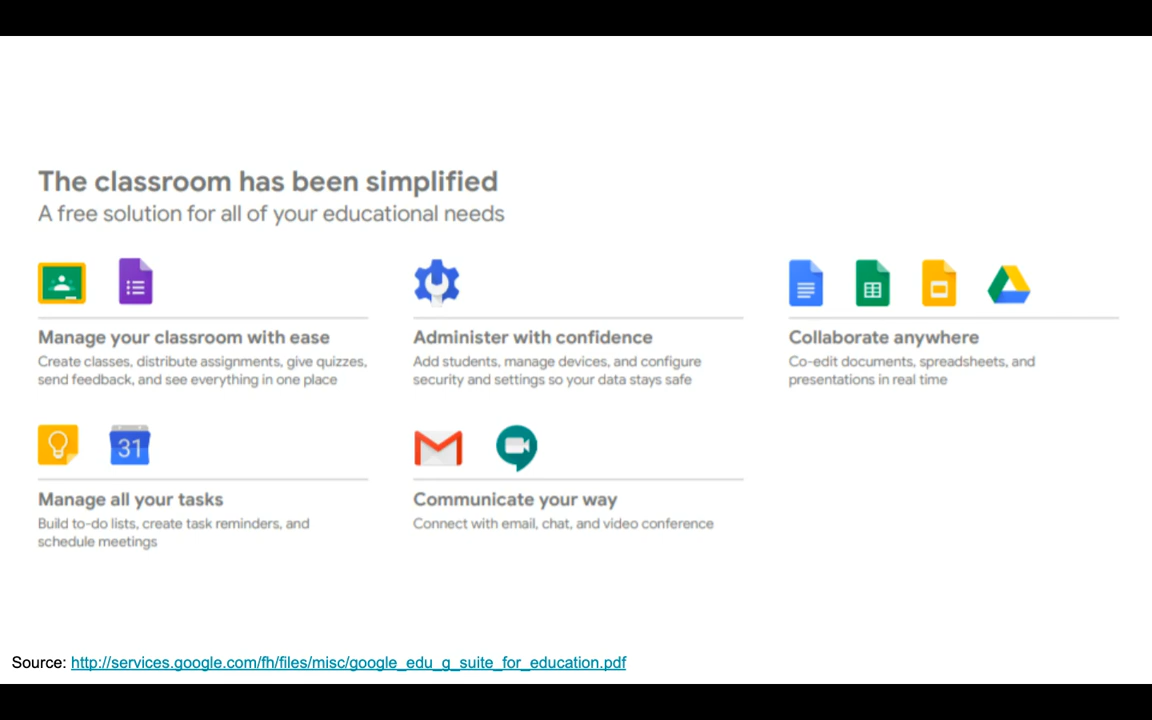 The classroom has been simplified
A free solution for all of your educational needs
Manage your classroom with ease
Create classes, distribute assignments, give quizzes,
send feedback, and see everything in one place
Administer with confidence
Add students, manage devices, and configure
security and settings so your data stays safe
Collaborate anywhere
Co-edit documents, spreadsheets, and
presentations in real time
31
Manage all your tasks
Build to-do lists, create task reminders, and
schedule meetings
Communicate your way
Connect with email, chat, and video conference
Source: http://services.google.com/fh/files/misc/google_edu_g_suite_for_education.pdf